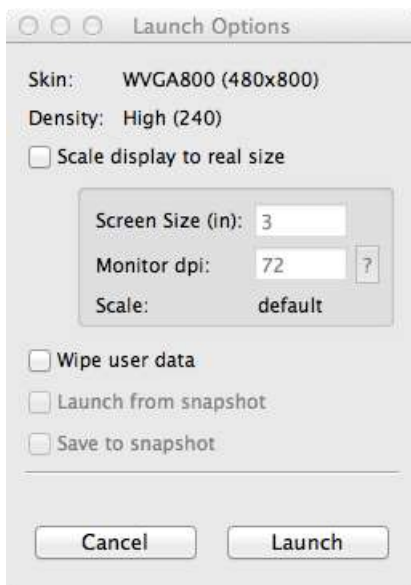 Launch Options
Skin: WVGA800 (480x800)
Density: High (240)
Scale display to real size
Screen Size (in): 3
Monitor dpi: 72 ?
Scale: default
Wipe user data
Launch from snapshot
Save to snapshot
Cancel Launch